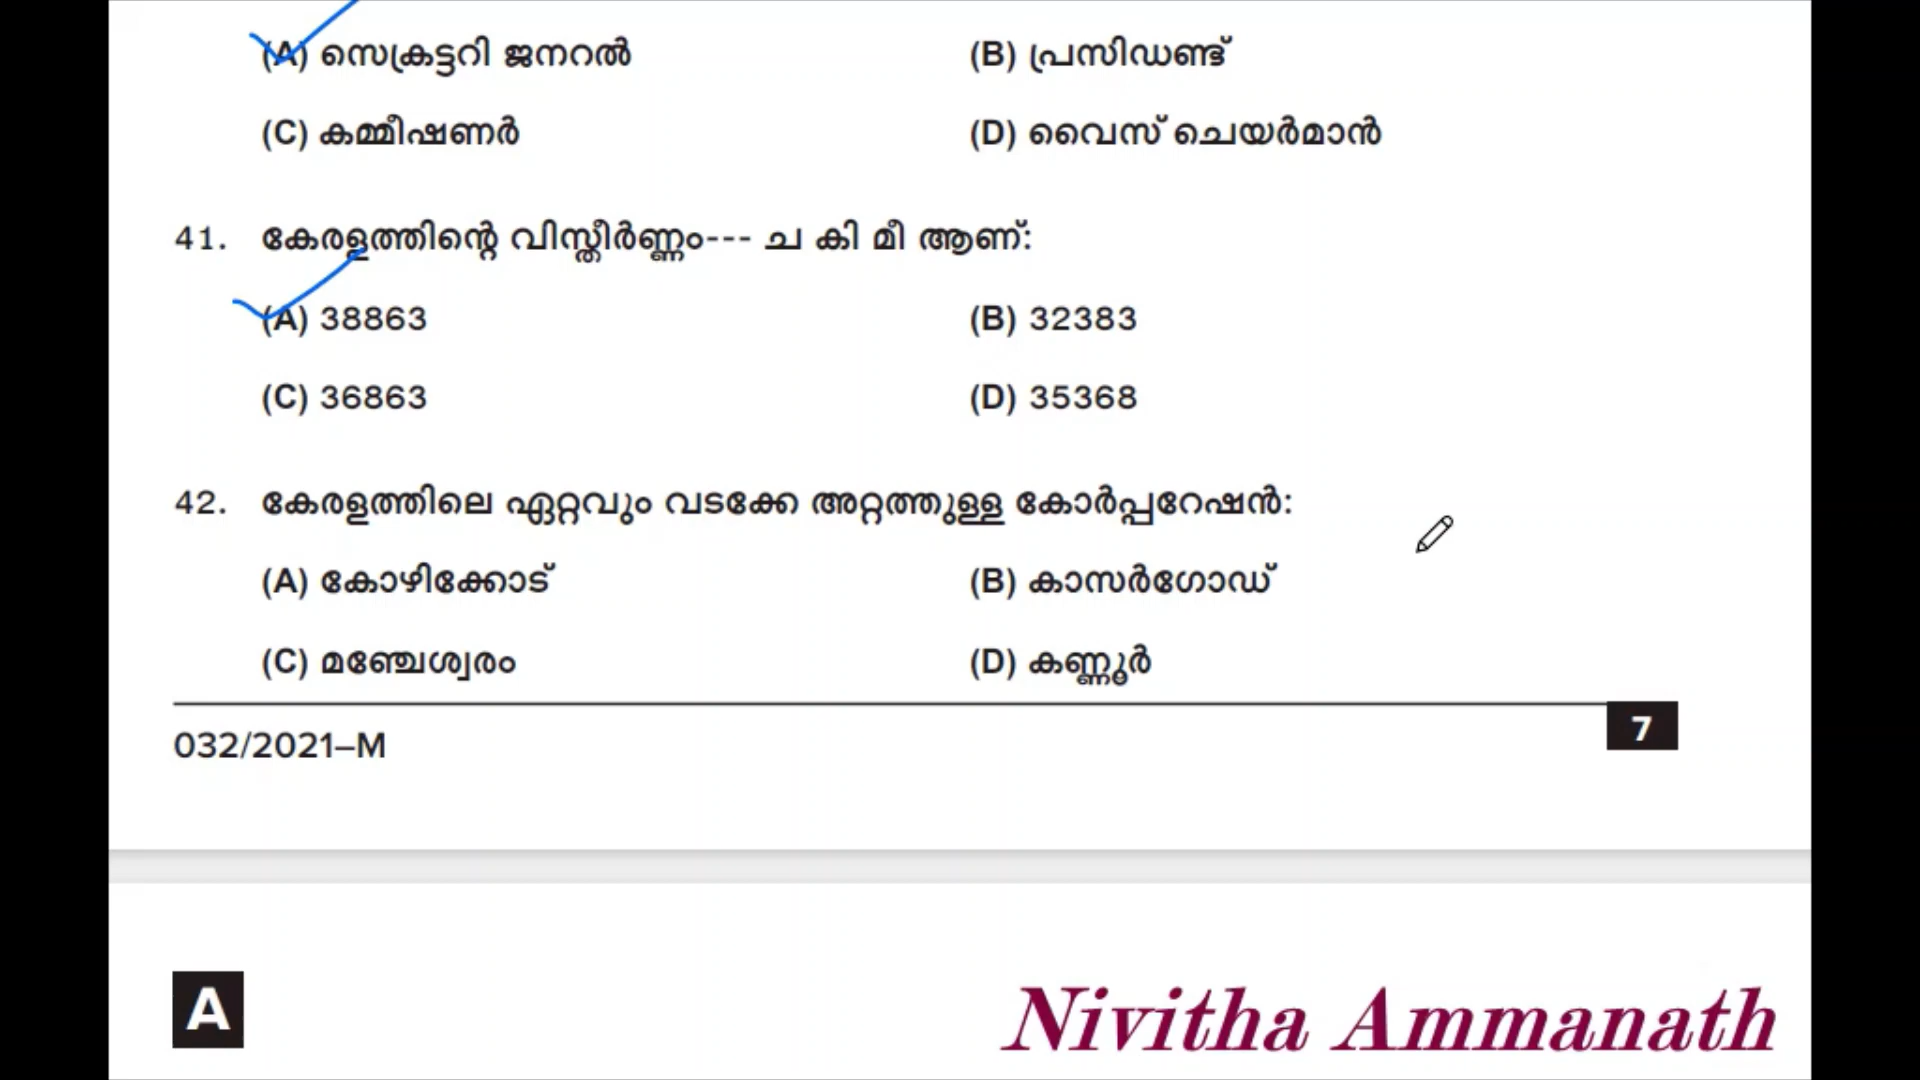 (A) സെക്രട്ടറി ജനറൽ (B) പ്രസിഡണ്ട്
(C) കമ്മീഷണർ (D) വൈസ് ചെയർമാൻ
41. കേരളത്തിന്റെ വിസ്തീർണ്ണം--- ച കി മീ ആണ്:
(A) 38863 (B) 32383
(C) 36863 (D) 35368
42. കേരളത്തിലെ ഏറ്റവും വടക്കേ അറ്റത്തുള്ള കോർപ്പറേഷൻ:
(A) കോഴിക്കോട് (B) കാസർഗോഡ്
(C) മഞ്ചേശ്വരം (D) കണ്ണൂർ
032/2021–M 7
A
Nivitha Ammanath